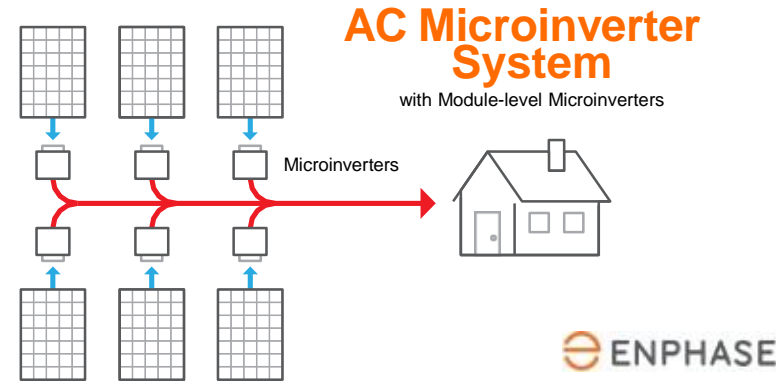 AC Microinverter
System
with Module-level Microinverters
Microinverters
ENPHASE